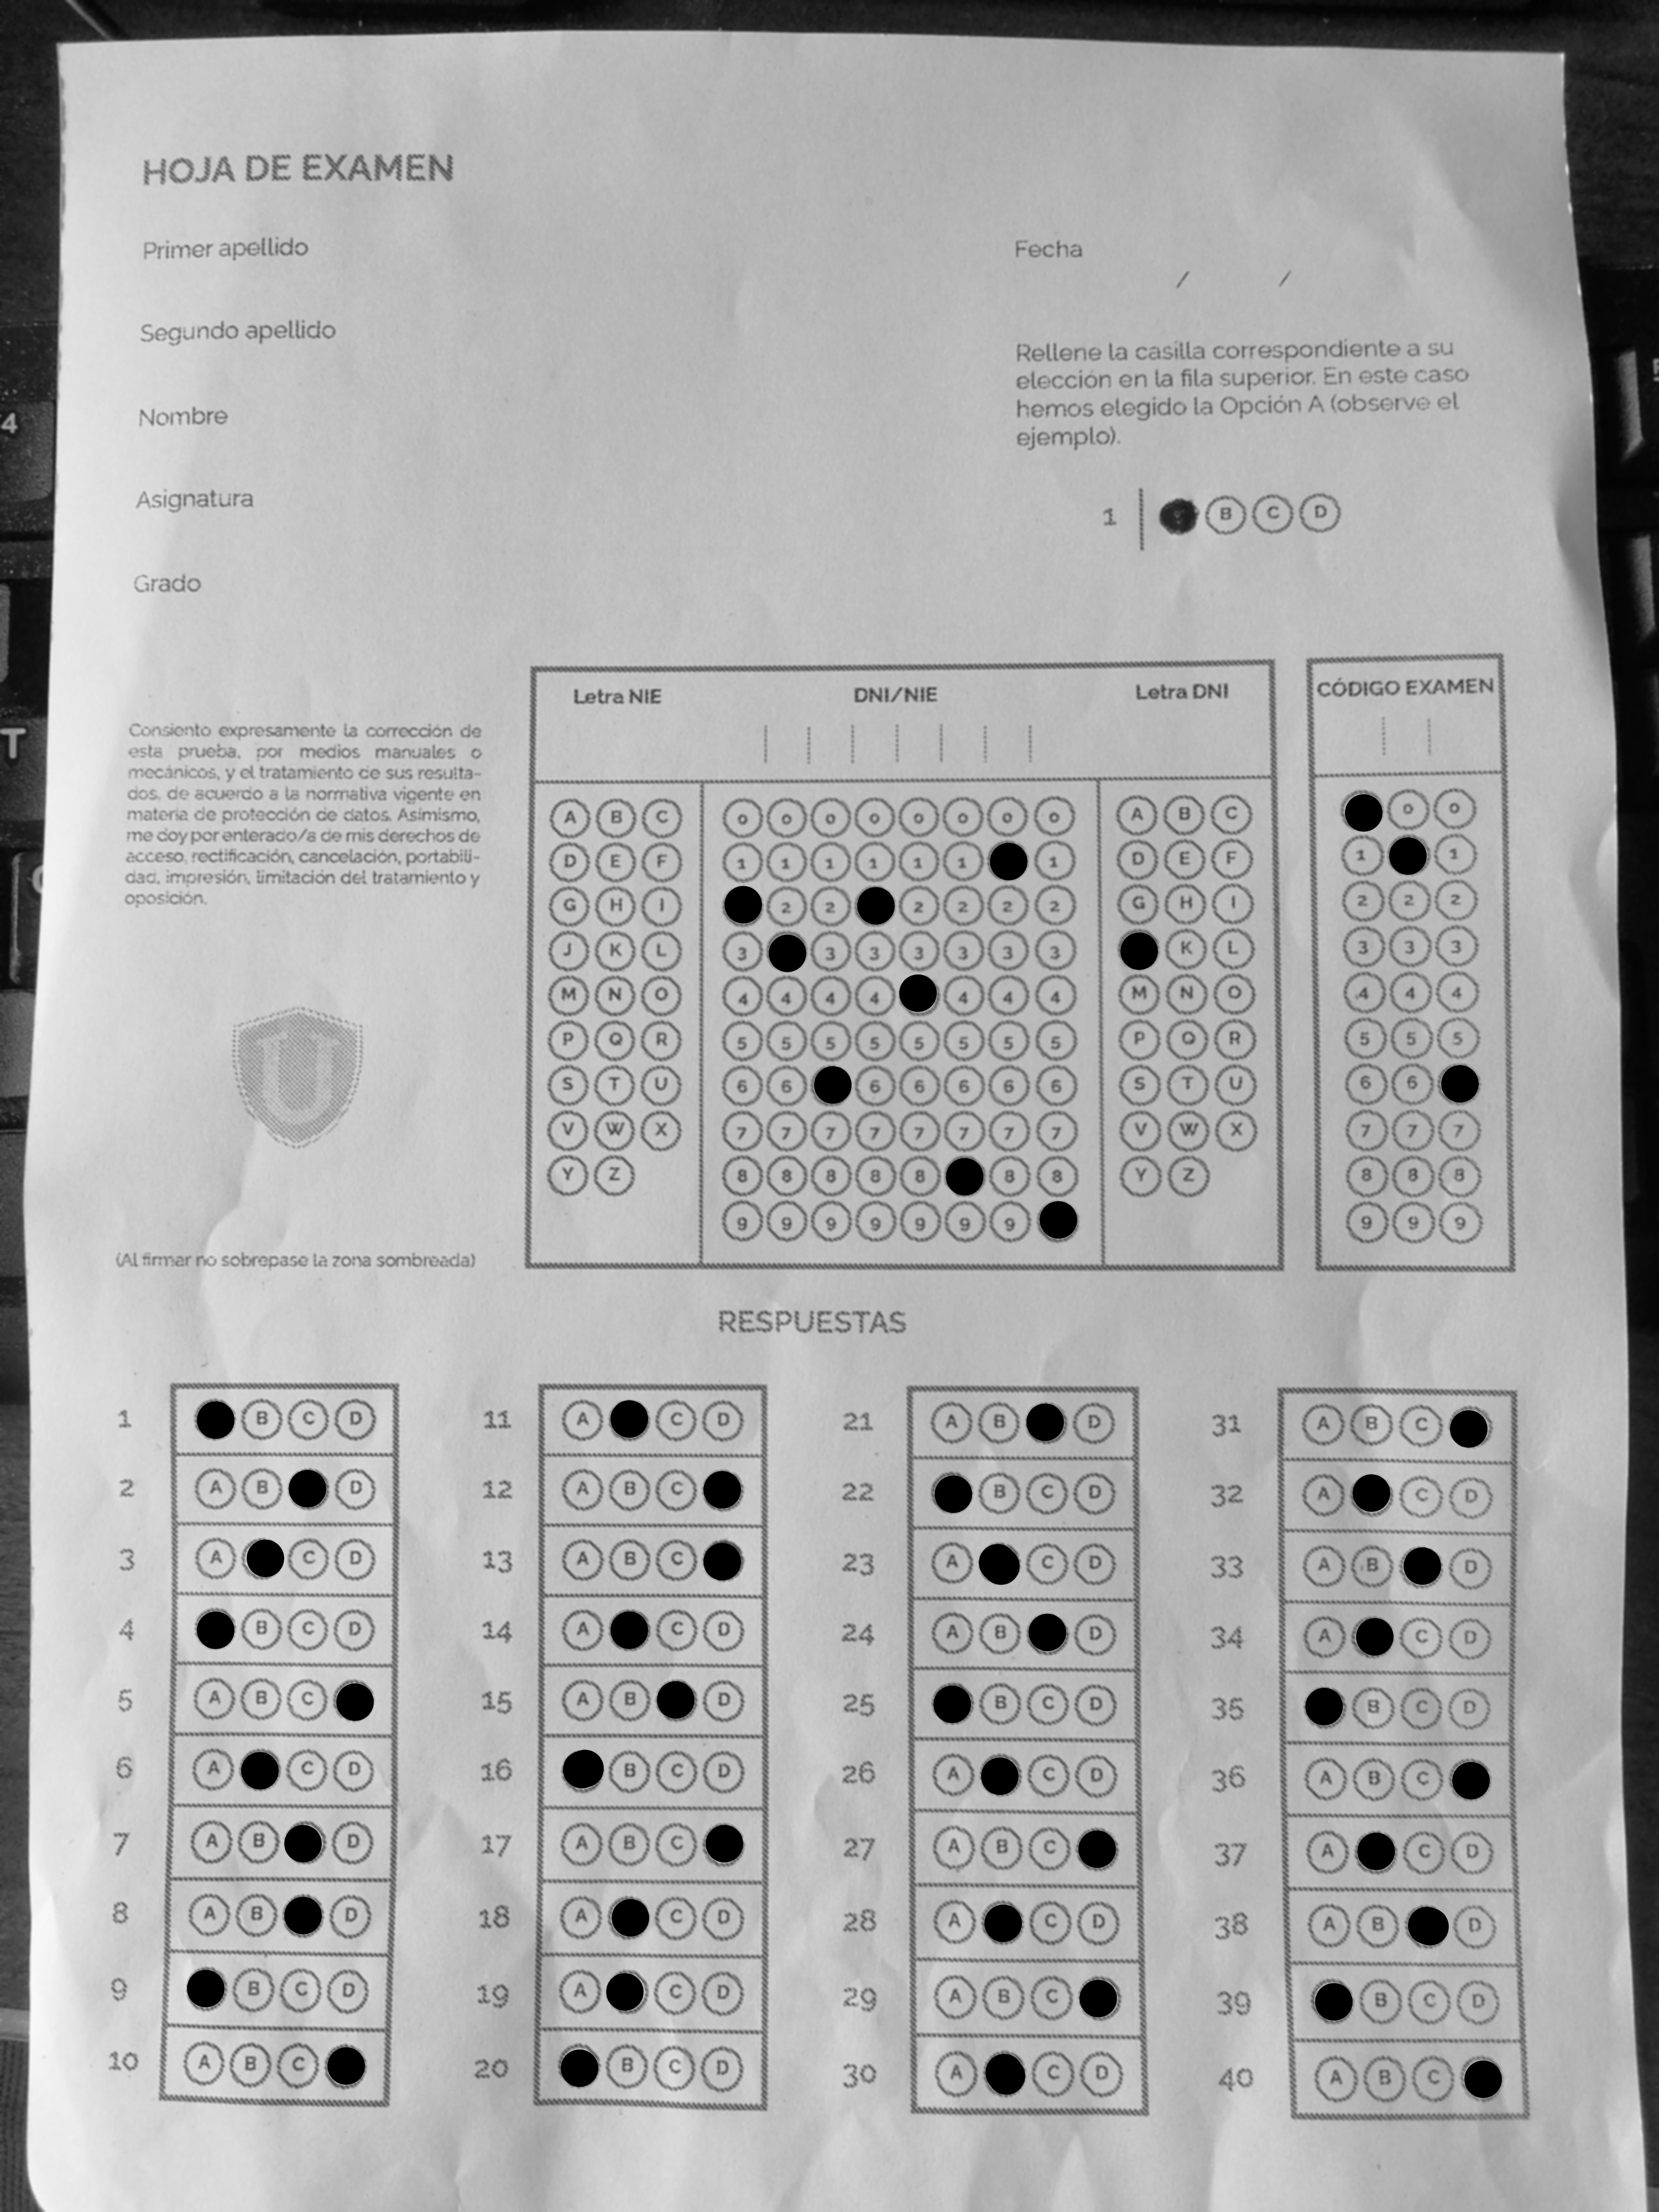 HOJA DE EXAMEN
Primer apellido
Segundo apellido
Nombre
Asignatura
Grado
Fecha
/ /
Rellene la casilla correspondiente a su
elección en la fila superior. En este caso
hemos elegido la Opción A (observe el
ejemplo).
1 B C D
Consiento expresamente la corrección de
esta prueba, por medios manuales o
mecánicos, y el tratamiento de sus resulta-
dos, de acuerdo a la normativa vigente en
materia de protección de datos. Asimismo,
me doy por enterado/a de mis derechos de
acceso, rectificación, cancelación, portabili-
dad, impresión, limitación del tratamiento y
oposición.
U
(Al firmar no sobrepase la zona sombreada)
Letra NIE
A B C
D E F
G H I
J K L
M N O
P Q R
S T U
V W X
Y Z
DNI/NIE
0 0 0 0 0 0 0 0
1 1 1 1 1 1 1
2 2 2 2 2 2
3 3 3 3 3 3 3
4 4 4 4 4 4 4
5 5 5 5 5 5 5 5
6 6 6 6 6 6 6
7 7 7 7 7 7 7 7
8 8 8 8 8 8 8
9 9 9 9 9 9 9
Letra DNI
A B C
D E F
G H I
K L
M N O
P Q R
S T U
V W X
Y Z
CÓDIGO EXAMEN
0 0
1 1
2 2 2
3 3 3
4 4 4
5 5 5
6 6
7 7 7
8 8 8
9 9 9
RESPUESTAS
1 B C D
2 A B D
3 A C D
4 B C D
5 A B C
6 A C D
7 A B D
8 A B D
9 B C D
10 A B C
11 A C D
12 A B C
13 A B C
14 A C D
15 A B D
16 B C D
17 A B C
18 A C D
19 A C D
20 B C D
21 A B D
22 B C D
23 A C D
24 A B D
25 B C D
26 A C D
27 A B C
28 A C D
29 A B C
30 A C D
31 A B C
32 A C D
33 A B D
34 A C D
35 B C D
36 A B C
37 A C D
38 A B D
39 B C D
40 A B C